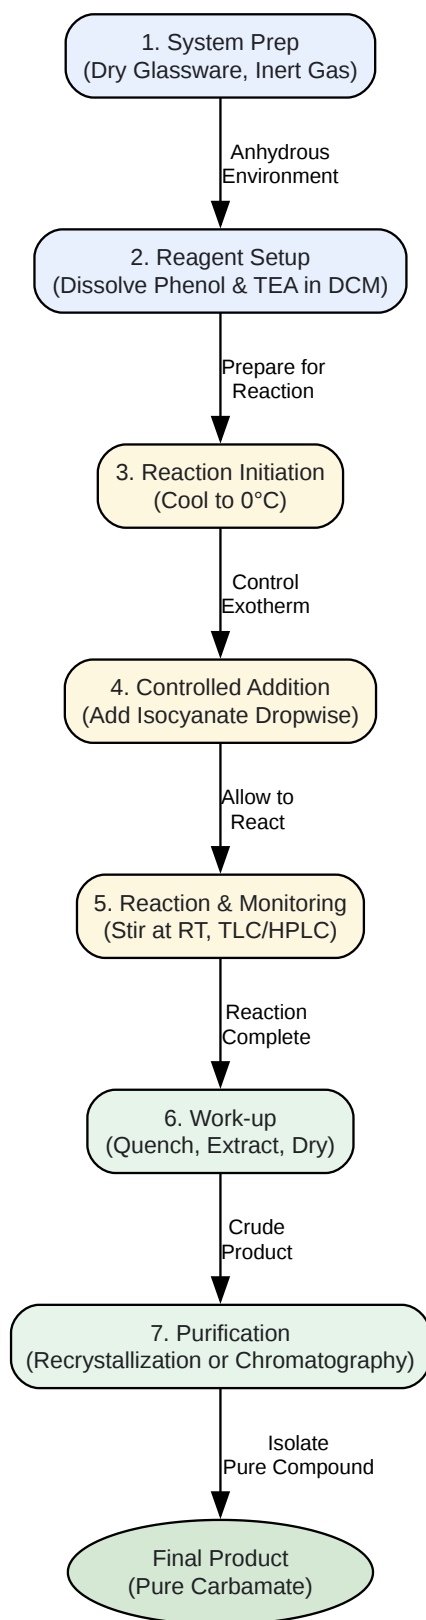 1. System Prep
(Dry Glassware, Inert Gas)
Anhydrous
Environment
2. Reagent Setup
(Dissolve Phenol & TEA in DCM)
Prepare for
Reaction
3. Reaction Initiation
(Cool to 0°C)
Control
Exotherm
4. Controlled Addition
(Add Isocyanate Dropwise)
Allow to
React
5. Reaction & Monitoring
(Stir at RT, TLC/HPLC)
Reaction
Complete
6. Work-up
(Quench, Extract, Dry)
Crude
Product
7. Purification
(Recrystallization or Chromatography)
Isolate
Pure Compound
Final Product
(Pure Carbamate)